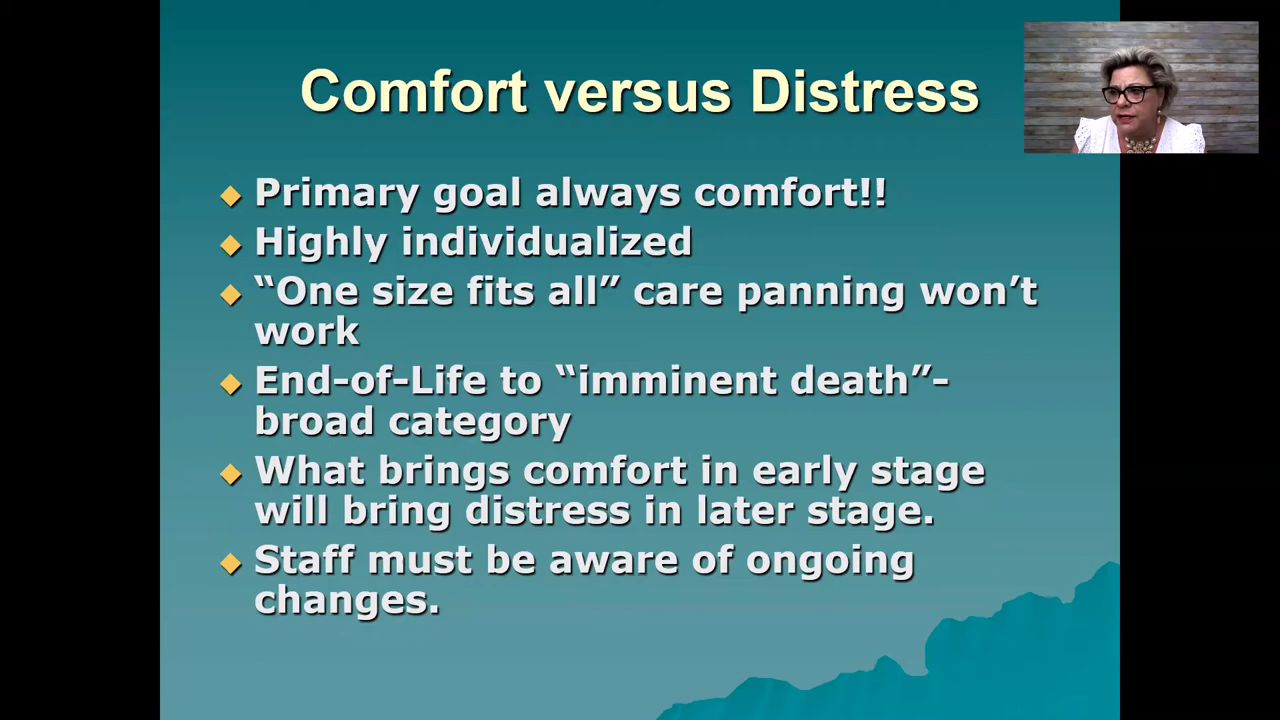 Comfort versus Distress
Primary goal always comfort!!
Highly individualized
“One size fits all” care panning won’t
work
End-of-Life to “imminent death”-
broad category
What brings comfort in early stage
will bring distress in later stage.
Staff must be aware of ongoing
changes.